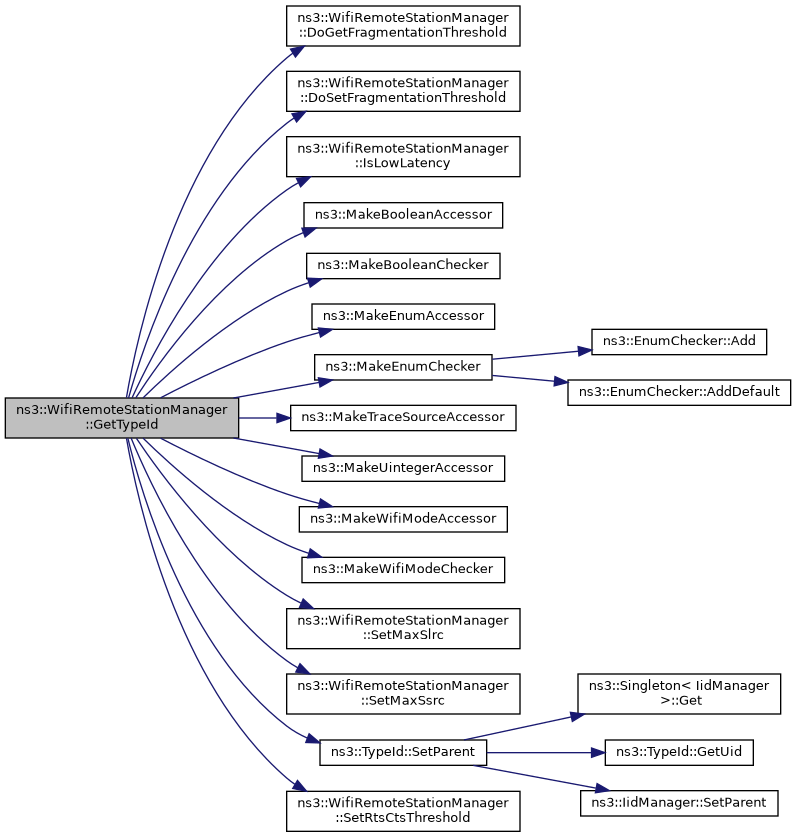 ns3::WifiRemoteStationManager
::GetTypeId
ns3::WifiRemoteStationManager
::DoGetFragmentationThreshold
ns3::WifiRemoteStationManager
::DoSetFragmentationThreshold
ns3::WifiRemoteStationManager
::IsLowLatency
ns3::MakeBooleanAccessor
ns3::MakeBooleanChecker
ns3::MakeEnumAccessor
ns3::MakeEnumChecker
ns3::EnumChecker::Add
ns3::EnumChecker::AddDefault
ns3::MakeTraceSourceAccessor
ns3::MakeUintegerAccessor
ns3::MakeWifiModeAccessor
ns3::MakeWifiModeChecker
ns3::WifiRemoteStationManager
::SetMaxSlrc
ns3::WifiRemoteStationManager
::SetMaxSsrc
ns3::TypeId::SetParent
ns3::Singleton< IidManager
>::Get
ns3::TypeId::GetUid
ns3::IidManager::SetParent
ns3::WifiRemoteStationManager
::SetRtsCtsThreshold